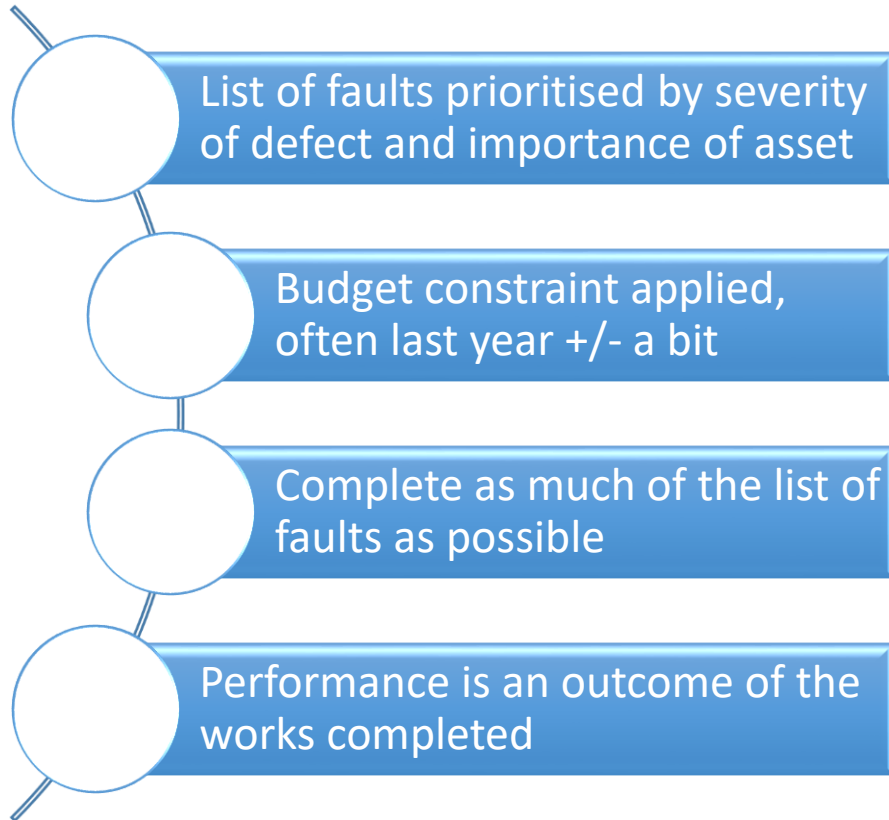 List of faults prioritised by severity
of defect and importance of asset
Budget constraint applied,
often last year +/- a bit
Complete as much of the list of
faults as possible
Performance is an outcome of the
works completed